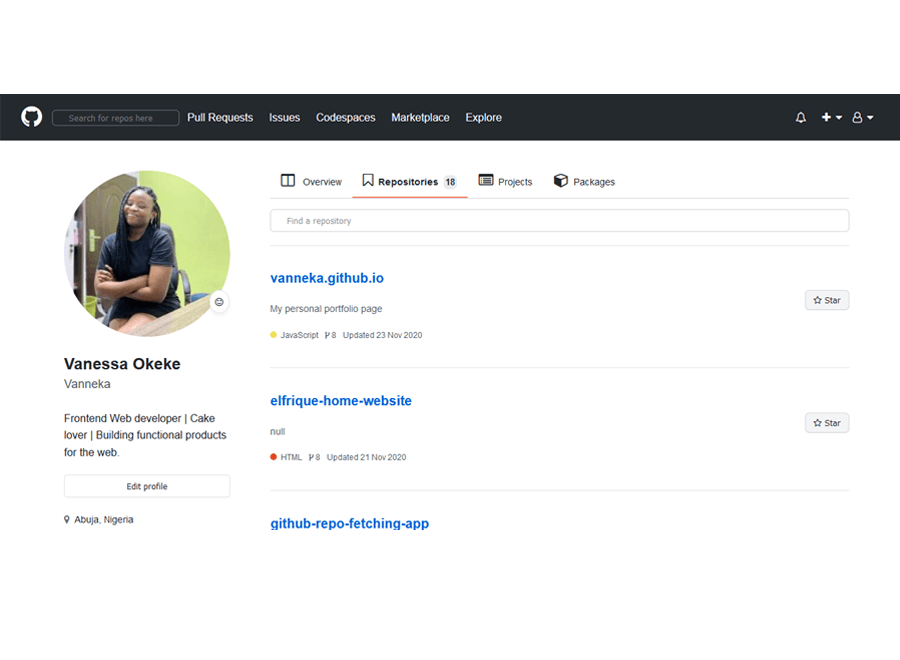 Search for repos here
Pull Requests
Issues
Codespaces
Marketplace
Explore
Overview
Repositories 18
Projects
Packages
Find a repository
vanneka.github.io
My personal portfolio page
Star
JavaScript 8 Updated 23 Nov 2020
Vanessa Okeke
Vanneka
Frontend Web developer | Cake
lover | Building functional products
for the web.
Edit profile
Abuja, Nigeria
elfrique-home-website
null
Star
HTML 8 Updated 21 Nov 2020
github-repo-fetching-app